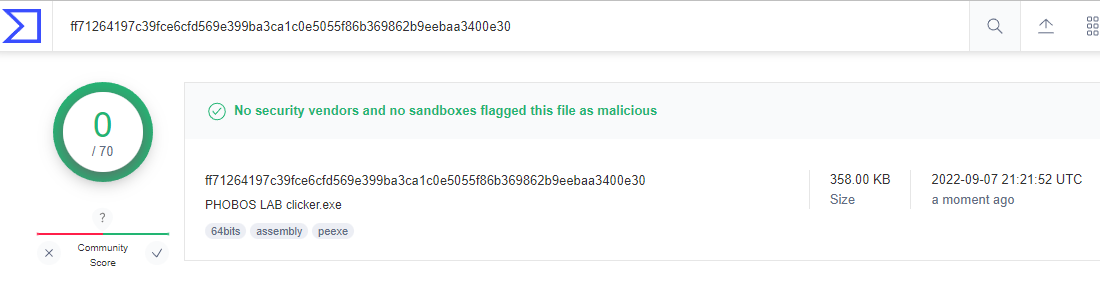 ff71264197c39fce6cfd569e399ba3ca1c0e5055f86b369862b9eebaa3400e30
0
/ 70
No security vendors and no sandboxes flagged this file as malicious
ff71264197c39fce6cfd569e399ba3ca1c0e5055f86b369862b9eebaa3400e30
PHOBOS LAB clicker.exe
64bits assembly peexe
358.00 KB
Size
2022-09-07 21:21:52 UTC
a moment ago
?
Community
Score